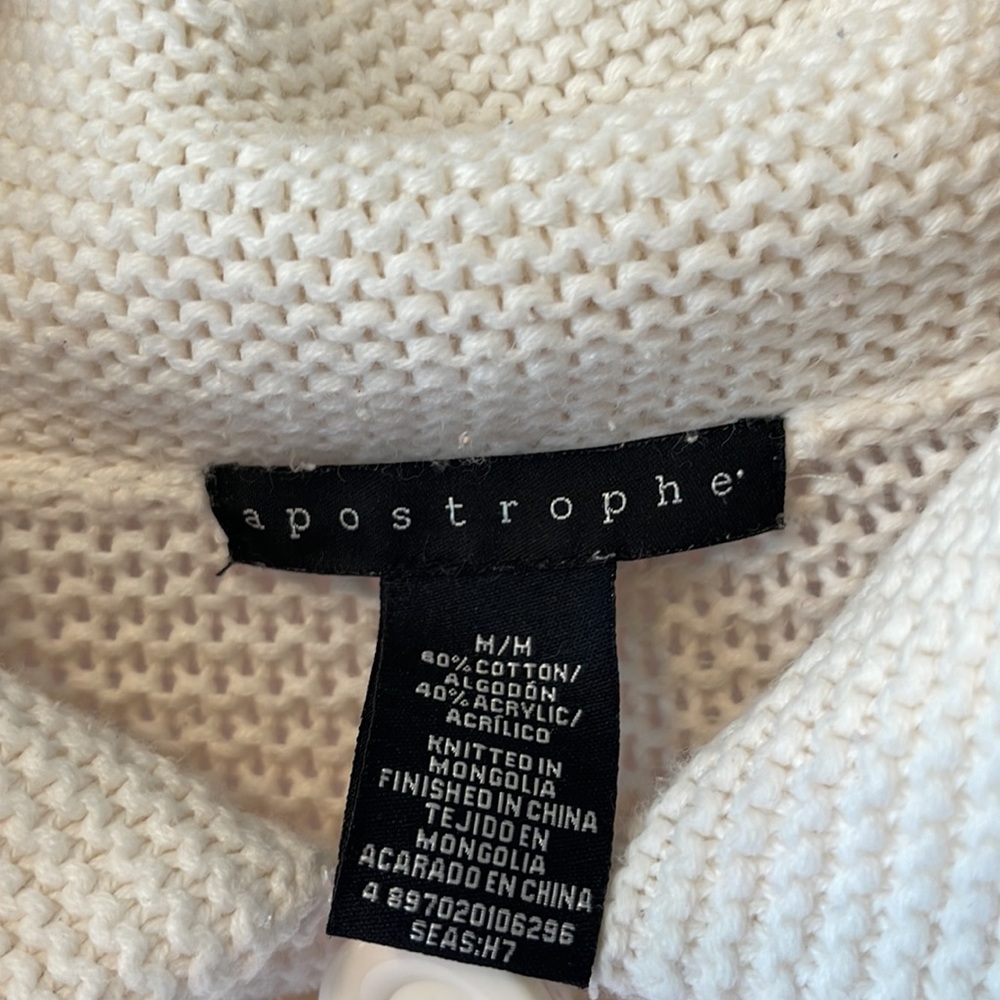 apostrophe
M/M
60% COTTON/
ALGODÓN
40% ACRYLIC/
ACRÍLICO
KNITTED IN
MONGOLIA
FINISHED IN CHINA
TEJIDO EN
MONGOLIA
ACARADO EN CHINA
4 897020106296
SEAS:H7